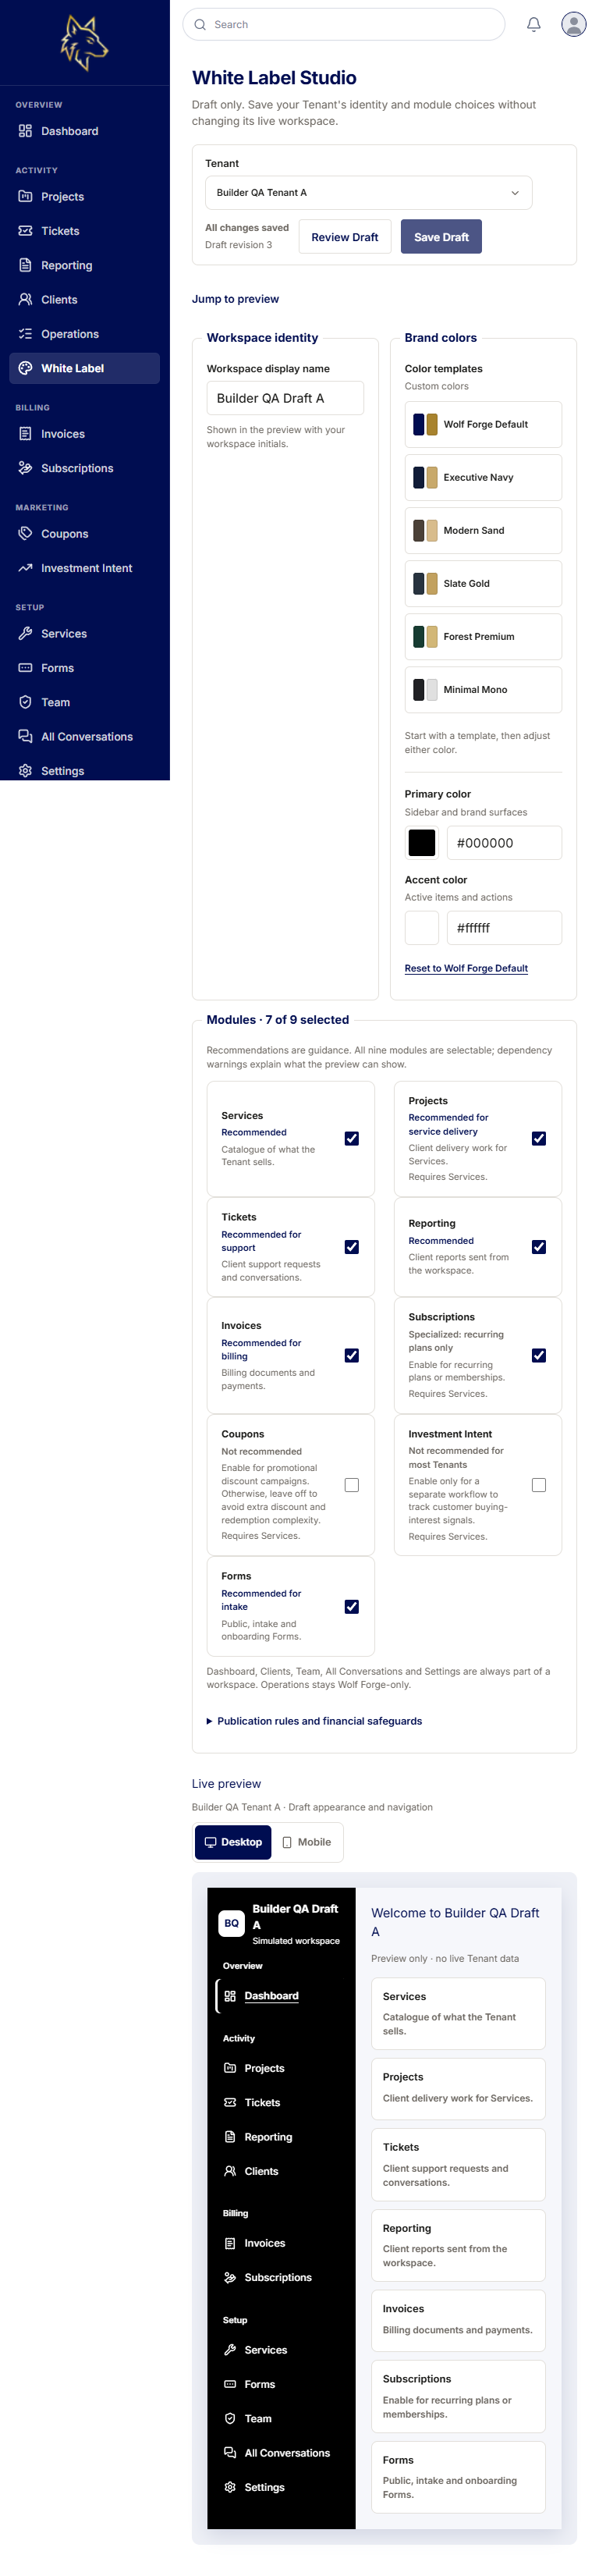 OVERVIEW
Dashboard
ACTIVITY
Projects
Tickets
Reporting
Clients
Operations
White Label
BILLING
Invoices
Subscriptions
MARKETING
Coupons
Investment Intent
SETUP
Services
Forms
Team
All Conversations
Settings
Search
White Label Studio
Draft only. Save your Tenant's identity and module choices without
changing its live workspace.
Tenant
Builder QA Tenant A
All changes saved
Draft revision 3
Review Draft
Save Draft
Jump to preview
Workspace identity
Workspace display name
Builder QA Draft A
Shown in the preview with your
workspace initials.
Brand colors
Color templates
Custom colors
Wolf Forge Default
Executive Navy
Modern Sand
Slate Gold
Forest Premium
Minimal Mono
Start with a template, then adjust
either color.
Primary color
Sidebar and brand surfaces
#000000
Accent color
Active items and actions
#ffffff
Reset to Wolf Forge Default
Modules · 7 of 9 selected
Recommendations are guidance. All nine modules are selectable; dependency
warnings explain what the preview can show.
Services
Recommended
Catalogue of what the
Tenant sells.
Projects
Recommended for
service delivery
Client delivery work for
Services.
Requires Services.
Tickets
Recommended for
support
Client support requests
and conversations.
Reporting
Recommended
Client reports sent from
the workspace.
Invoices
Recommended for
billing
Billing documents and
payments.
Subscriptions
Specialized: recurring
plans only
Enable for recurring
plans or memberships.
Requires Services.
Coupons
Not recommended
Enable for promotional
discount campaigns.
Otherwise, leave off to
avoid extra discount and
redemption complexity.
Requires Services.
Investment Intent
Not recommended for
most Tenants
Enable only for a
separate workflow to
track customer buying-
interest signals.
Requires Services.
Forms
Recommended for
intake
Public, intake and
onboarding Forms.
Dashboard, Clients, Team, All Conversations and Settings are always part of a
workspace. Operations stays Wolf Forge-only.
Publication rules and financial safeguards
Live preview
Builder QA Tenant A · Draft appearance and navigation
Desktop
Mobile
BQ
Builder QA Draft
A
Simulated workspace
Overview
Dashboard
Activity
Projects
Tickets
Reporting
Clients
Billing
Invoices
Subscriptions
Setup
Services
Forms
Team
All Conversations
Settings
Welcome to Builder QA Draft
A
Preview only · no live Tenant data
Services
Catalogue of what the Tenant
sells.
Projects
Client delivery work for Services.
Tickets
Client support requests and
conversations.
Reporting
Client reports sent from the
workspace.
Invoices
Billing documents and payments.
Subscriptions
Enable for recurring plans or
memberships.
Forms
Public, intake and onboarding
Forms.